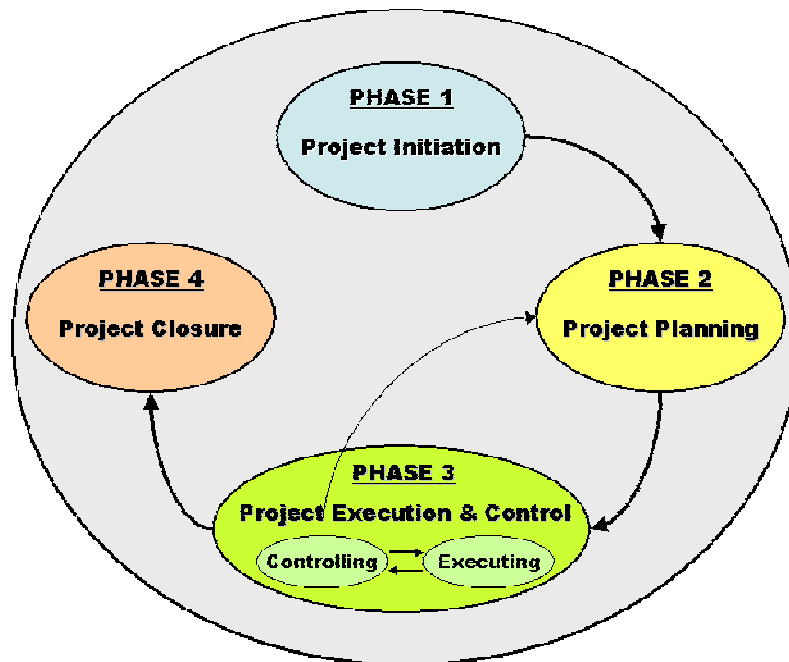 PHASE 1
Project Initiation
PHASE 2
Project Planning
PHASE 3
Project Execution & Control
Controlling
Executing
PHASE 4
Project Closure